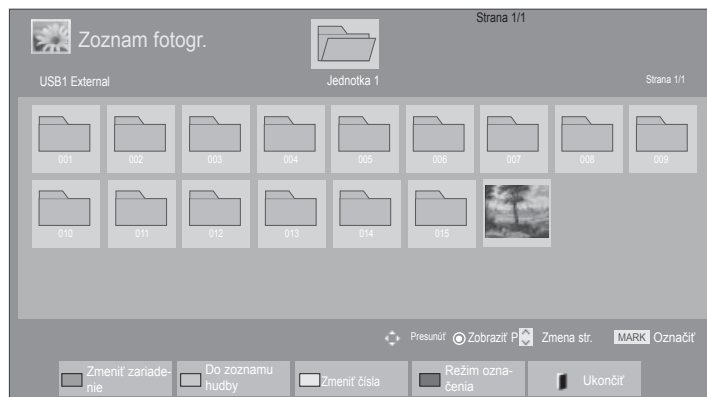 Strana 1/1
Zoznam fotogr.
USB1 External
Jednotka 1
Strana 1/1
001 002 003 004 005 006 007 008 009
010 011 012 013 014 015
Presunúť Zobraziť P Zmena str. MARK Označiť
Zmeniť zariade-
nie
Do zoznamu
hudby
Zmeniť čísla
Režim ozna-
čenia
Ukončiť